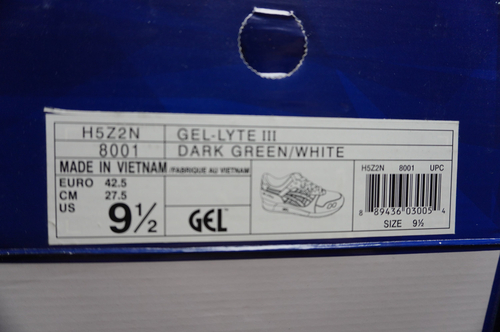 H5Z2N GEL-LYTE III
8001 DARK GREEN/WHITE
MADE IN VIETNAM /FABRIQUE AU VIETNAM
EURO 42.5
CM 27.5
US 9½
GEL™
H5Z2N 8001 UPC
8 89436 03005 4
SIZE 9½